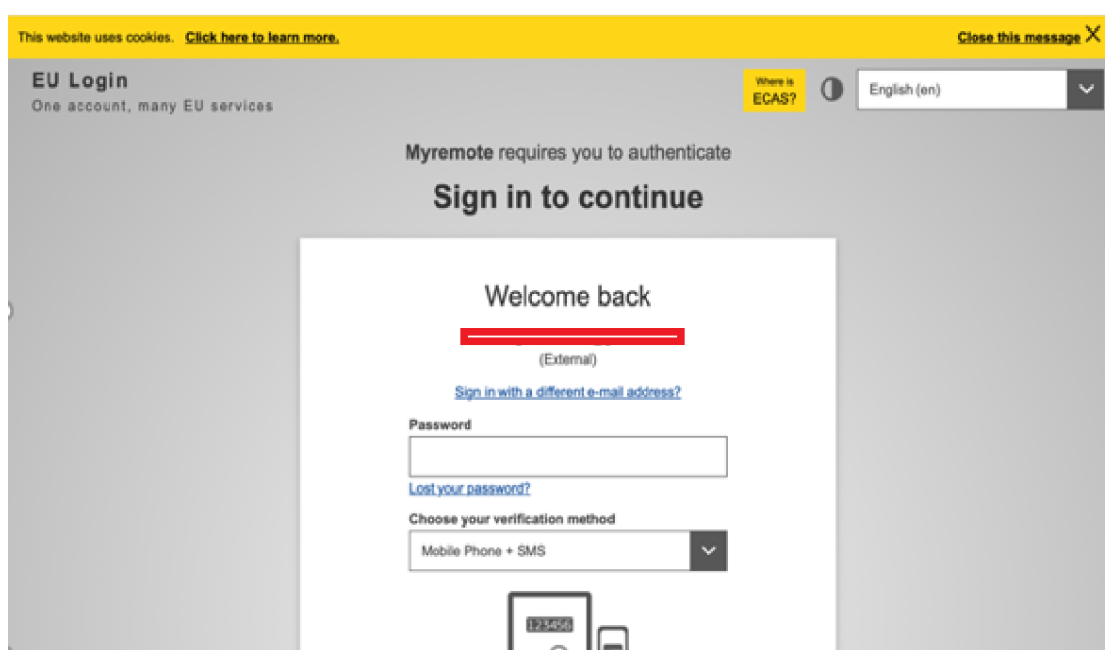 This website uses cookies. Click here to learn more. Close this message X
EU Login
One account, many EU services
Where is
ECAS?
English (en)
Myremote requires you to authenticate
Sign in to continue
Welcome back
(External)
Sign in with a different e-mail address?
Password
Lost your password?
Choose your verification method
Mobile Phone + SMS
123456